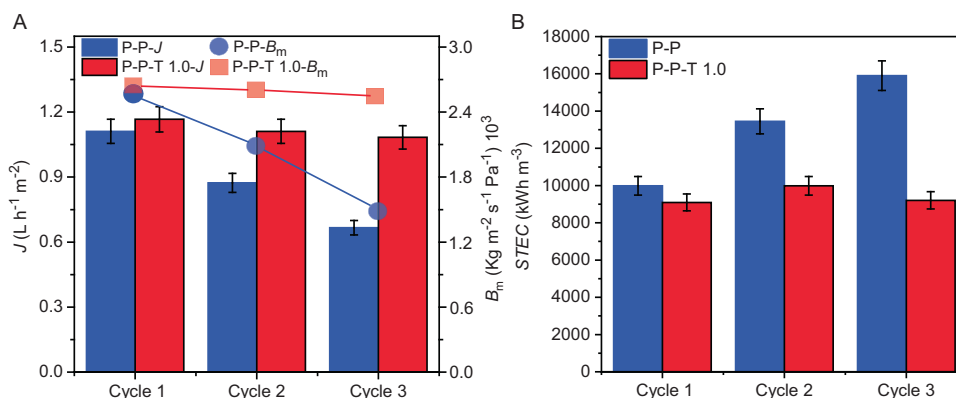 A
P-P-J
P-P-Bm
P-P-T 1.0-J
P-P-T 1.0-Bm
J (L h-1 m-2)
1.5
1.2
0.9
0.6
0.3
0.0
3.0
2.4
1.8
1.2
0.6
0.0
Bm (Kg m-2 s-1 Pa-1) 103
Cycle 1
Cycle 2
Cycle 3
B
P-P
P-P-T 1.0
STEC (kWh m-3)
18000
16000
14000
12000
10000
8000
6000
4000
2000
0
Cycle 1
Cycle 2
Cycle 3